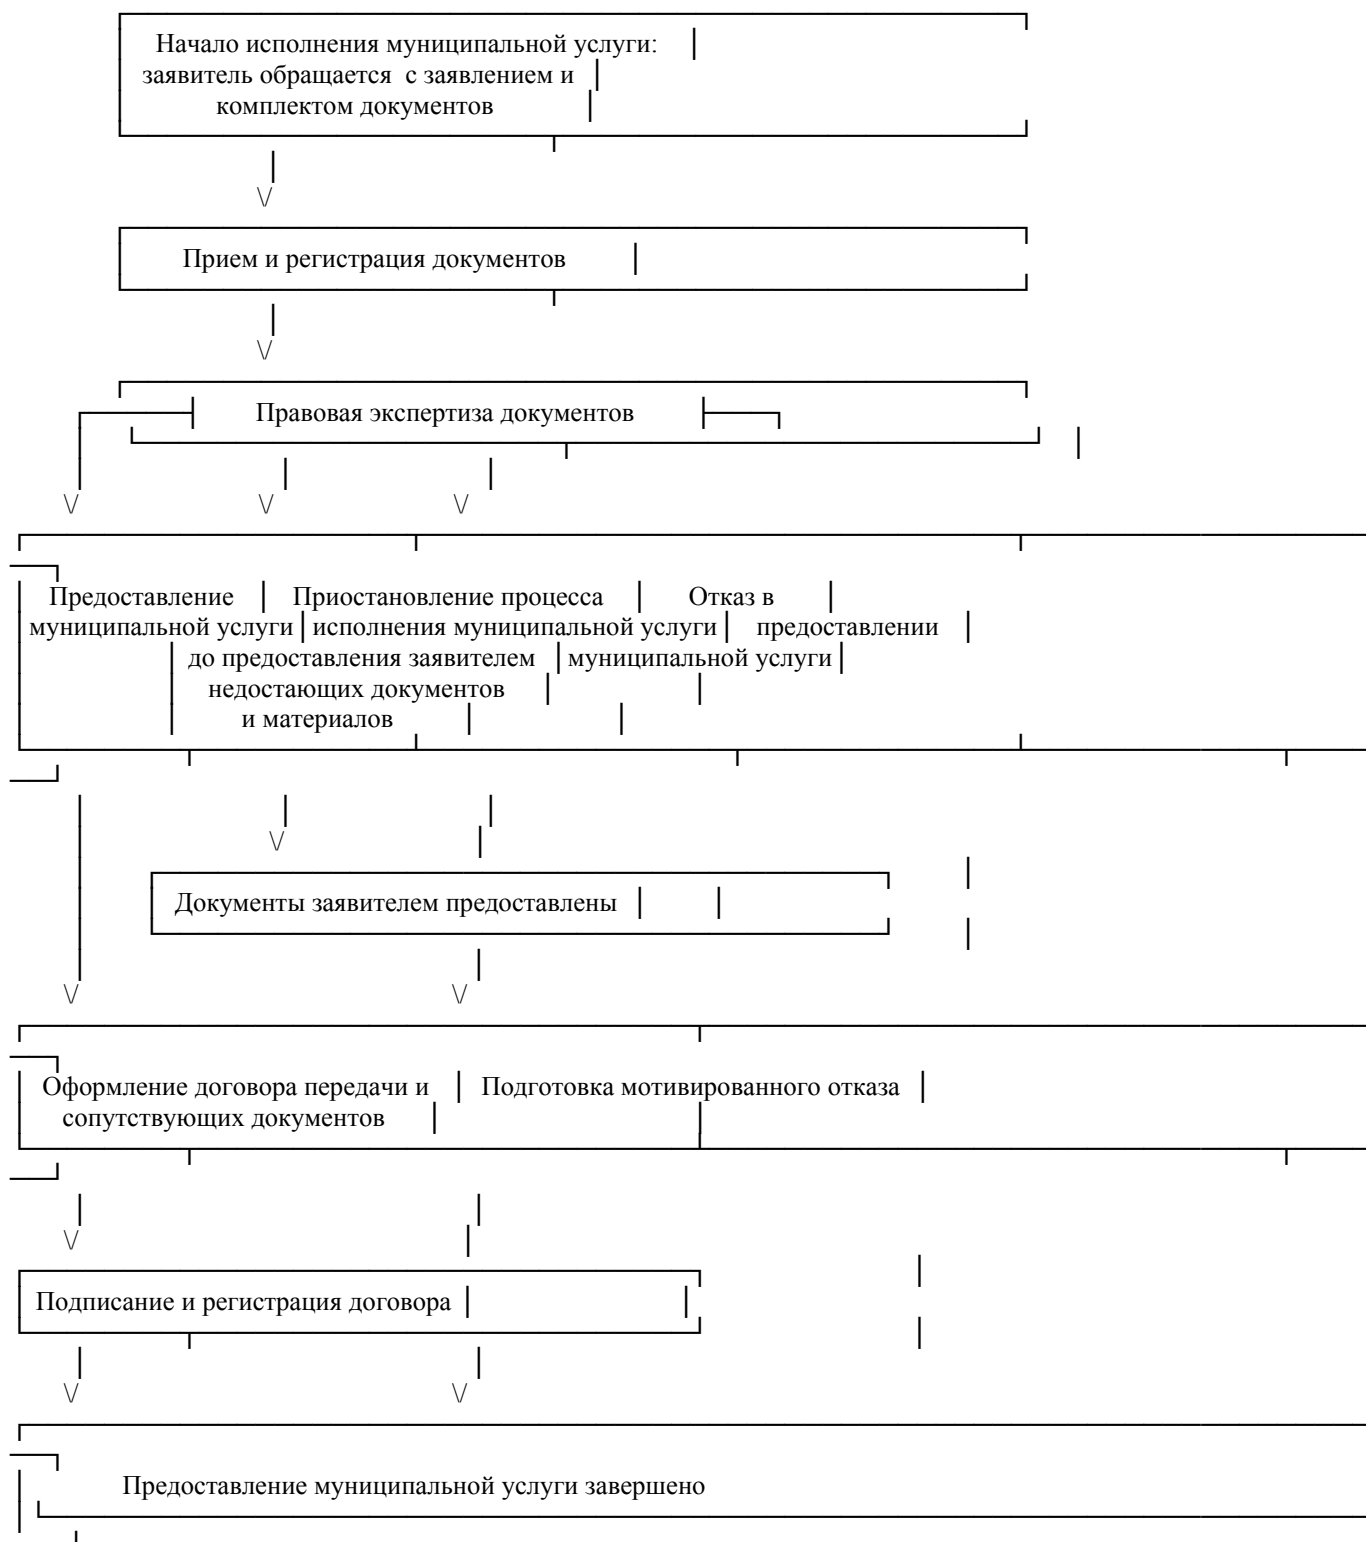 Начало исполнения муниципальной услуги:
заявитель обращается с заявлением и
комплектом документов
Прием и регистрация документов
Правовая экспертиза документов
Предоставление Приостановление процесса Отказ в
муниципальной услуги исполнения муниципальной услуги предоставлении
до предоставления заявителем муниципальной услуги
недостающих документов
и материалов
Документы заявителем предоставлены
Оформление договора передачи и Подготовка мотивированного отказа
сопутствующих документов
Подписание и регистрация договора
Предоставление муниципальной услуги завершено